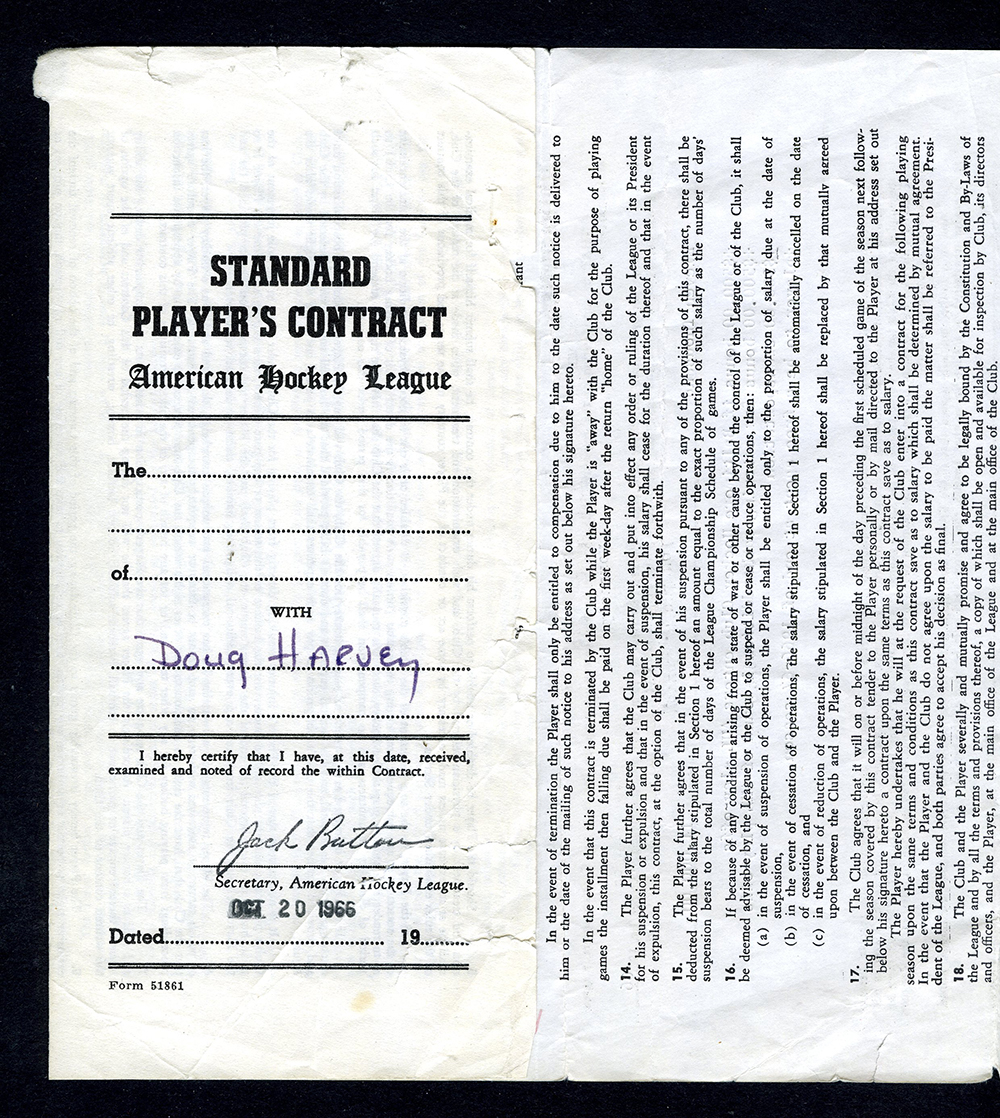 STANDARD
PLAYER'S CONTRACT
American Hockey League
The
of
WITH
Doug HARVEY
I hereby certify that I have, at this date, received,
examined and noted of record the within Contract.
Jack Button
Secretary, American Hockey League.
OCT 20 1966
Dated 19
Form 51861
In the event of termination the Player shall only be entitled to compensation due to him to the date such notice is delivered to
him or the date of the mailing of such notice to his address as set out below his signature hereto.
In the event that this contract is terminated by the Club while the Player is "away" with the Club for the purpose of playing
games the installment then falling due shall be paid on the first week-day after the return "home" of the Club.
14. The Player further agrees that the Club may carry out and put into effect any order or ruling of the League or its President
for his suspension or expulsion and that in the event of suspension, his salary shall cease for the duration thereof and that in the event
of expulsion, this contract, at the option of the Club, shall terminate forthwith.
15. The Player further agrees that in the event of his suspension pursuant to any of the provisions of this contract, there shall be
deducted from the salary stipulated in Section 1 hereof an amount equal to the exact proportion of such salary as the number of days'
suspension bears to the total number of days of the League Championship Schedule of games.
16. If because of any condition arising from a state of war or other cause beyond the control of the League or of the Club, it shall
be deemed advisable by the League or the Club to suspend or cease or reduce operations, then:
(a) in the event of suspension of operations, the Player shall be entitled only to the proportion of salary due at the date of
suspension,
(b) in the event of cessation of operations, the salary stipulated in Section 1 hereof shall be automatically cancelled on the date
of cessation, and
(c) in the event of reduction of operations, the salary stipulated in Section 1 hereof shall be replaced by that mutually agreed
upon between the Club and the Player.
17. The Club agrees that it will on or before midnight of the day preceding the first scheduled game of the season next follow-
ing the season covered by this contract tender to the Player personally or by mail directed to the Player at his address set out
below his signature hereto a contract upon the same terms as this contract save as to salary.
The Player hereby undertakes that he will at the request of the Club enter into a contract for the following playing
season upon the same terms and conditions as this contract save as to salary which shall be determined by mutual agreement.
In the event that the Player and the Club do not agree upon the salary to be paid the matter shall be referred to the Presi-
dent of the League, and both parties agree to accept his decision as final.
18. The Club and the Player severally and mutually promise and agree to be legally bound by the Constitution and By-Laws of
the League and by all the terms and provisions thereof, a copy of which shall be open and available for inspection by Club, its directors
and officers, and the Player, at the main office of the League and at the main office of the Club.